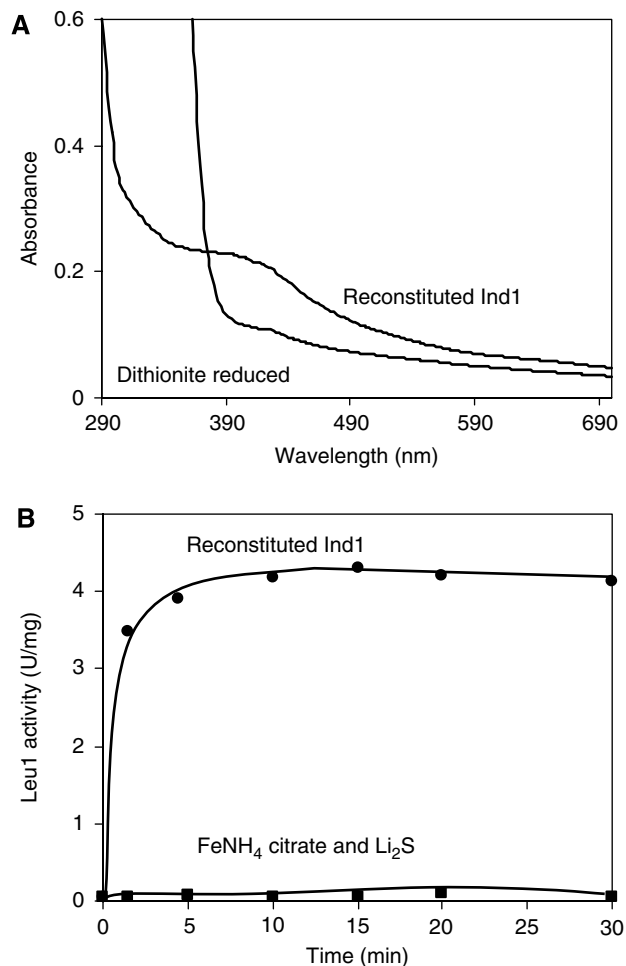 A
0.6
0.4
0.2
0
Absorbance
Reconstituted Ind1
Dithionite reduced
290 390 490 590 690
Wavelength (nm)
B
5
4
3
2
1
0
Leu1 activity (U/mg)
Reconstituted Ind1
FeNH₄ citrate and Li₂S
0 5 10 15 20 25 30
Time (min)